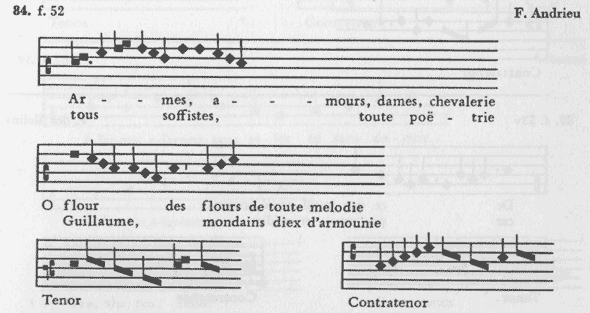 84. f. 52 F. Andrieu
Ar - - mes, a - - - mours, dames, chevalerie
tous soffistes, toute poë - trie
O flour des flours de toute melodie
Guillaume, mondains diex d'armounie
Tenor Contratenor